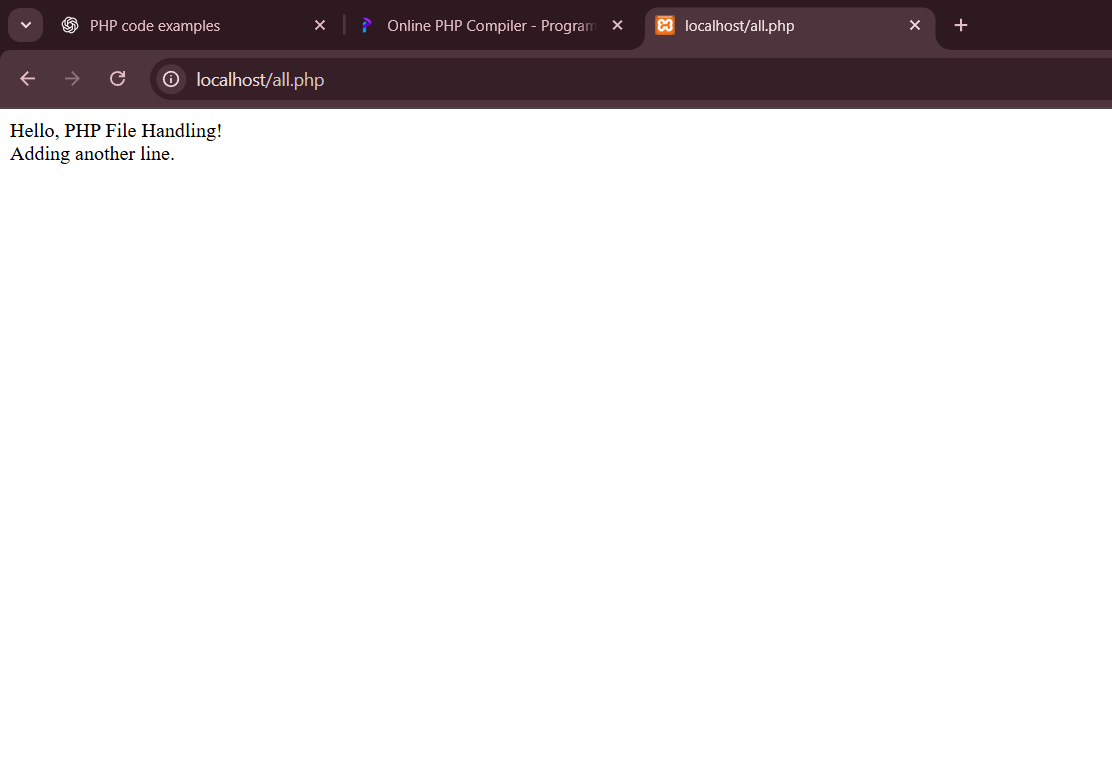 PHP code examples
Online PHP Compiler - Program
localhost/all.php
localhost/all.php
Hello, PHP File Handling!
Adding another line.